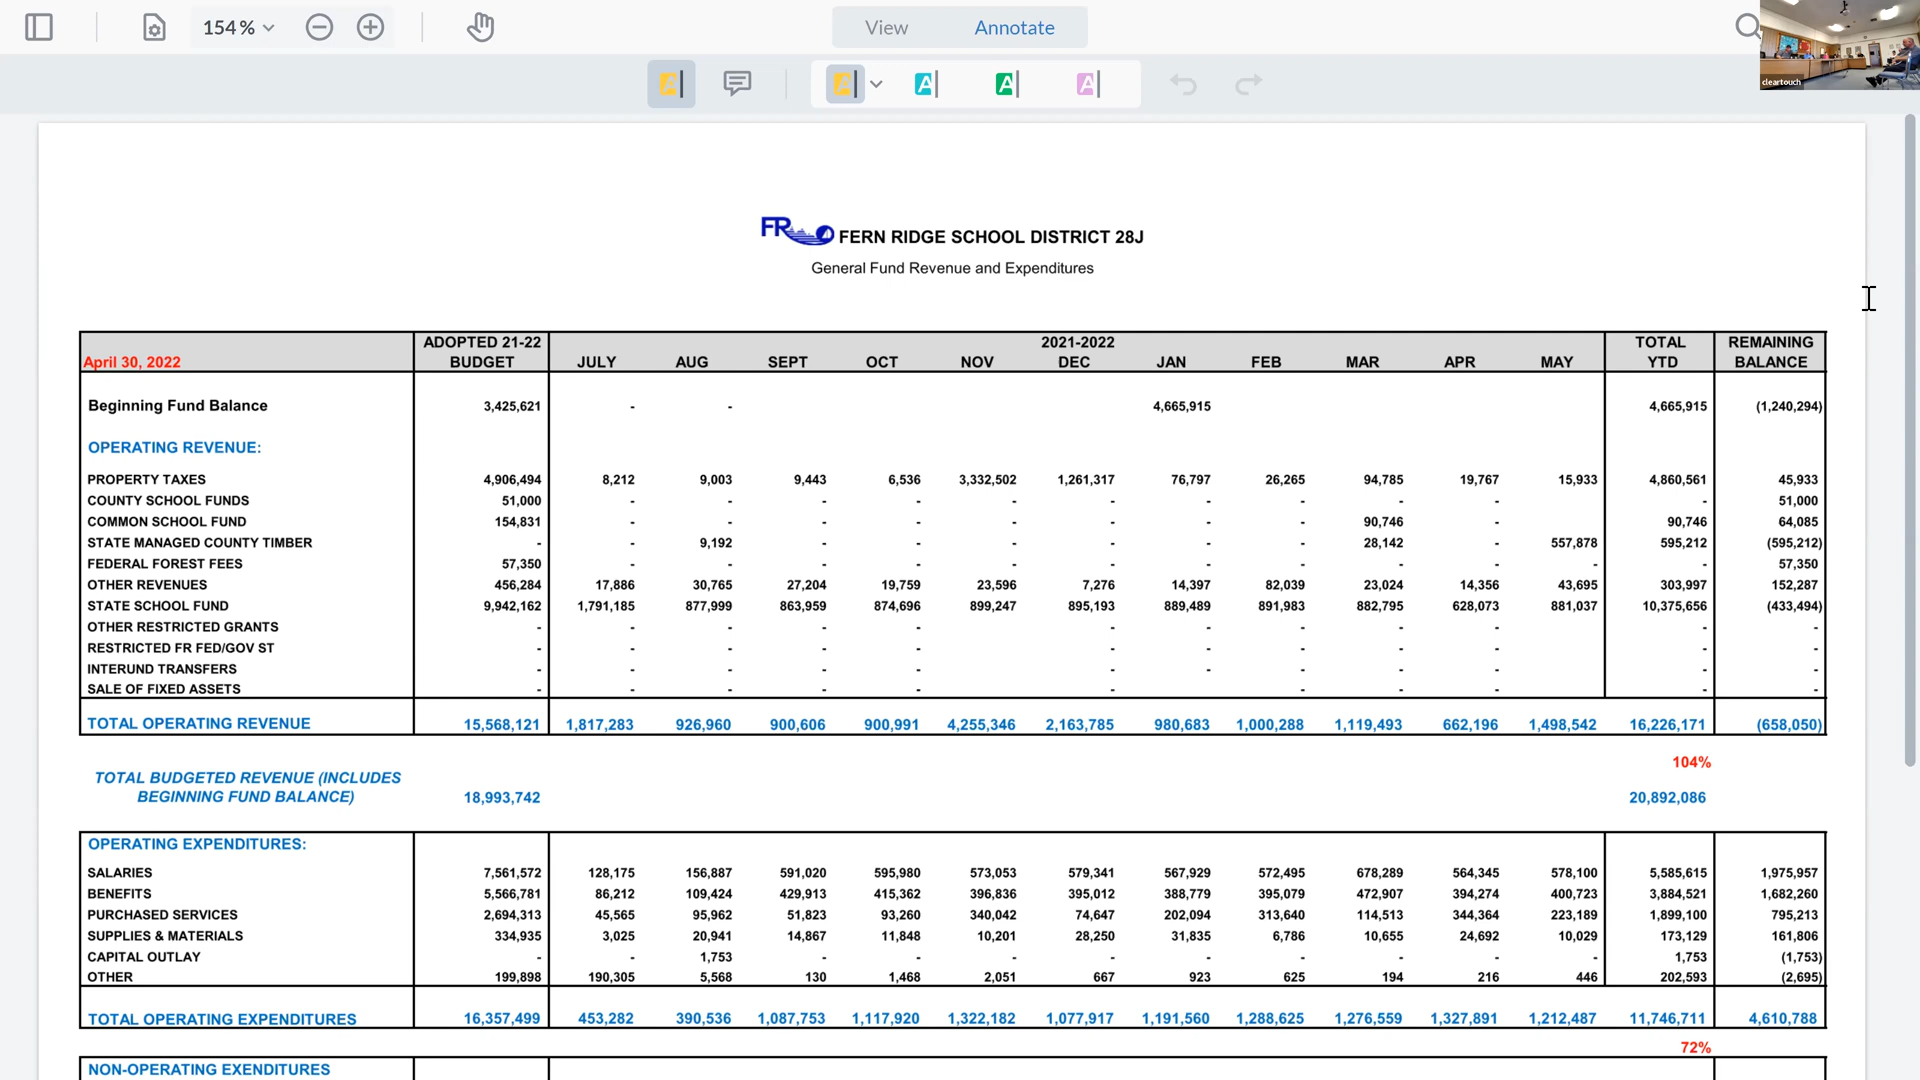 154 %
View Annotate
cleartouch
FR FERN RIDGE SCHOOL DISTRICT 28J
General Fund Revenue and Expenditures
ADOPTED 21-22 2021-2022 TOTAL REMAINING
April 30, 2022 BUDGET JULY AUG SEPT OCT NOV DEC JAN FEB MAR APR MAY YTD BALANCE
Beginning Fund Balance 3,425,621 - - 4,665,915 4,665,915 (1,240,294)
OPERATING REVENUE:
PROPERTY TAXES 4,906,494 8,212 9,003 9,443 6,536 3,332,502 1,261,317 76,797 26,265 94,785 19,767 15,933 4,860,561 45,933
COUNTY SCHOOL FUNDS 51,000 - - - - - - - - - - - 51,000
COMMON SCHOOL FUND 154,831 - - - - - - - - 90,746 - 90,746 64,085
STATE MANAGED COUNTY TIMBER - - 9,192 - - - - - - 28,142 - 557,878 595,212 (595,212)
FEDERAL FOREST FEES 57,350 - - - - - - - - - - - - 57,350
OTHER REVENUES 456,284 17,886 30,765 27,204 19,759 23,596 7,276 14,397 82,039 23,024 14,356 43,695 303,997 152,287
STATE SCHOOL FUND 9,942,162 1,791,185 877,999 863,959 874,696 899,247 895,193 889,489 891,983 882,795 628,073 881,037 10,375,656 (433,494)
OTHER RESTRICTED GRANTS - - - - - - - - - - - -
RESTRICTED FR FED/GOV ST - - - - - - - - - - - -
INTERUND TRANSFERS - - - - - - - - - - - -
SALE OF FIXED ASSETS - - - - - - - - - - -
TOTAL OPERATING REVENUE 15,568,121 1,817,283 926,960 900,606 900,991 4,255,346 2,163,785 980,683 1,000,288 1,119,493 662,196 1,498,542 16,226,171 (658,050)
104%
TOTAL BUDGETED REVENUE (INCLUDES
BEGINNING FUND BALANCE) 18,993,742 20,892,086
OPERATING EXPENDITURES:
SALARIES 7,561,572 128,175 156,887 591,020 595,980 573,053 579,341 567,929 572,495 678,289 564,345 578,100 5,585,615 1,975,957
BENEFITS 5,566,781 86,212 109,424 429,913 415,362 396,836 395,012 388,779 395,079 472,907 394,274 400,723 3,884,521 1,682,260
PURCHASED SERVICES 2,694,313 45,565 95,962 51,823 93,260 340,042 74,647 202,094 313,640 114,513 344,364 223,189 1,899,100 795,213
SUPPLIES & MATERIALS 334,935 3,025 20,941 14,867 11,848 10,201 28,250 31,835 6,786 10,655 24,692 10,029 173,129 161,806
CAPITAL OUTLAY - - 1,753 - - - - - - - - - 1,753 (1,753)
OTHER 199,898 190,305 5,568 130 1,468 2,051 667 923 625 194 216 446 202,593 (2,695)
TOTAL OPERATING EXPENDITURES 16,357,499 453,282 390,536 1,087,753 1,117,920 1,322,182 1,077,917 1,191,560 1,288,625 1,276,559 1,327,891 1,212,487 11,746,711 4,610,788
72%
NON-OPERATING EXENDITURES